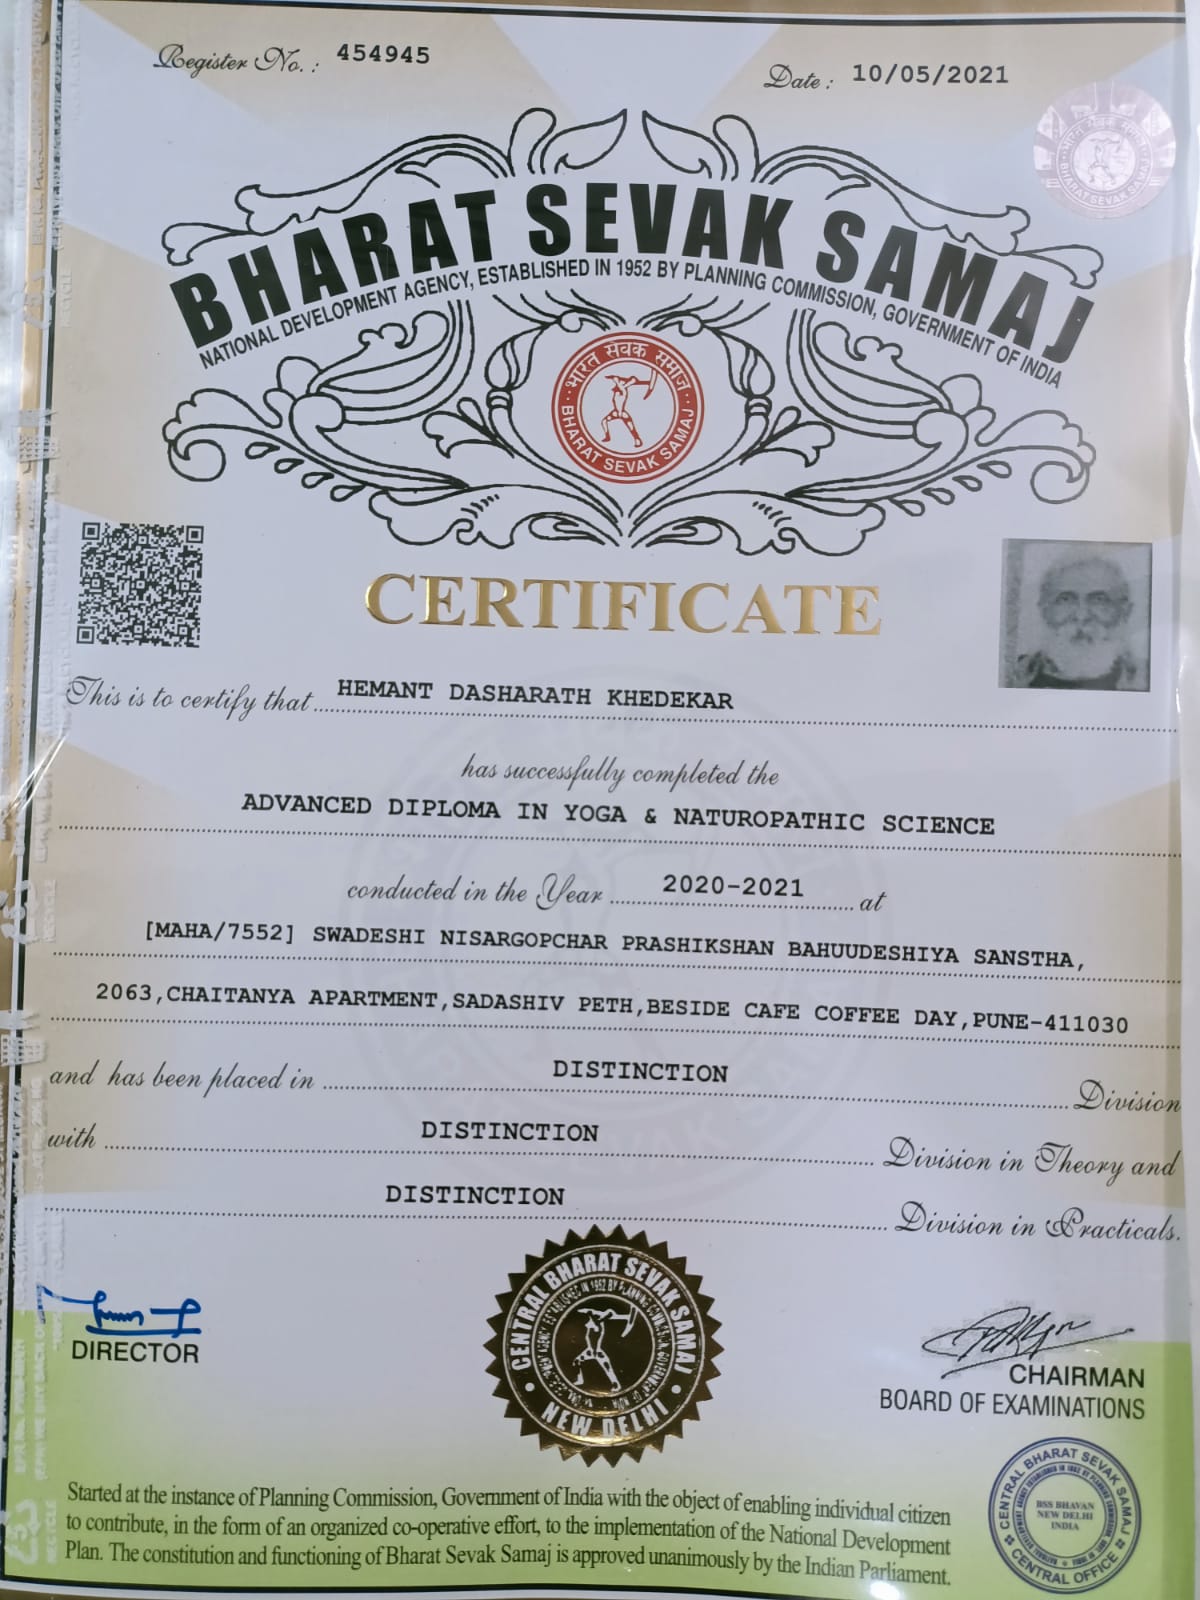 Register No. : 454945
Date : 10/05/2021
BHARAT SEVAK SAMAJ
NATIONAL DEVELOPMENT AGENCY, ESTABLISHED IN 1952 BY PLANNING COMMISSION, GOVERNMENT OF INDIA
भारत सेवक समाज
BHARAT SEVAK SAMAJ
भारत सेवक समाज
BHARAT SEVAK SAMAJ
CERTIFICATE
This is to certify that HEMANT DASHARATH KHEDEKAR
has successfully completed the
ADVANCED DIPLOMA IN YOGA & NATUROPATHIC SCIENCE
conducted in the Year 2020-2021 at
[MAHA/7552] SWADESHI NISARGOPCHAR PRASHIKSHAN BAHUUDESHIYA SANSTHA,
2063,CHAITANYA APARTMENT,SADASHIV PETH,BESIDE CAFE COFFEE DAY,PUNE-411030
and has been placed in DISTINCTION Division
with DISTINCTION Division in Theory and
DISTINCTION Division in Practicals.
DIRECTOR
CENTRAL BHARAT SEVAK SAMAJ
NEW DELHI
CHAIRMAN
BOARD OF EXAMINATIONS
CENTRAL BHARAT SEVAK SAMAJ
BSS BHAVAN
NEW DELHI
INDIA
CENTRAL OFFICE
Started at the instance of Planning Commission, Government of India with the object of enabling individual citizen
to contribute, in the form of an organized co-operative effort, to the implementation of the National Development
Plan. The constitution and functioning of Bharat Sevak Samaj is approved unanimously by the Indian Parliament.